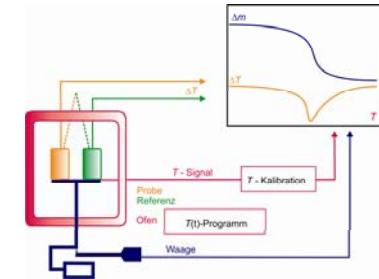 Δm
ΔT
T
ΔT
T - Signal
T - Kalibration
Probe
Referenz
Ofen
T(t)-Programm
Waage